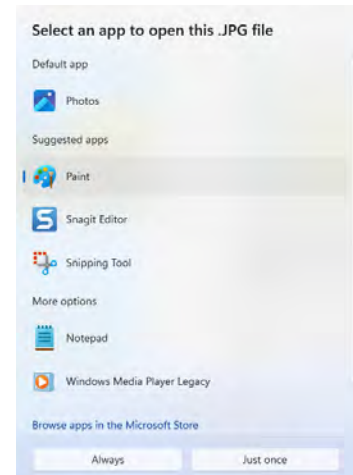 Select an app to open this .JPG file
Default app
Photos
Suggested apps
Paint
Snagit Editor
Snipping Tool
More options
Notepad
Windows Media Player Legacy
Browse apps in the Microsoft Store
Always Just once